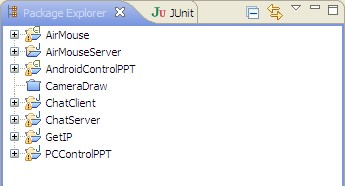 Package Explorer JUnit
AirMouse
AirMouseServer
AndroidControlPPT
CameraDraw
ChatClient
ChatServer
GetIP
PCControlPPT